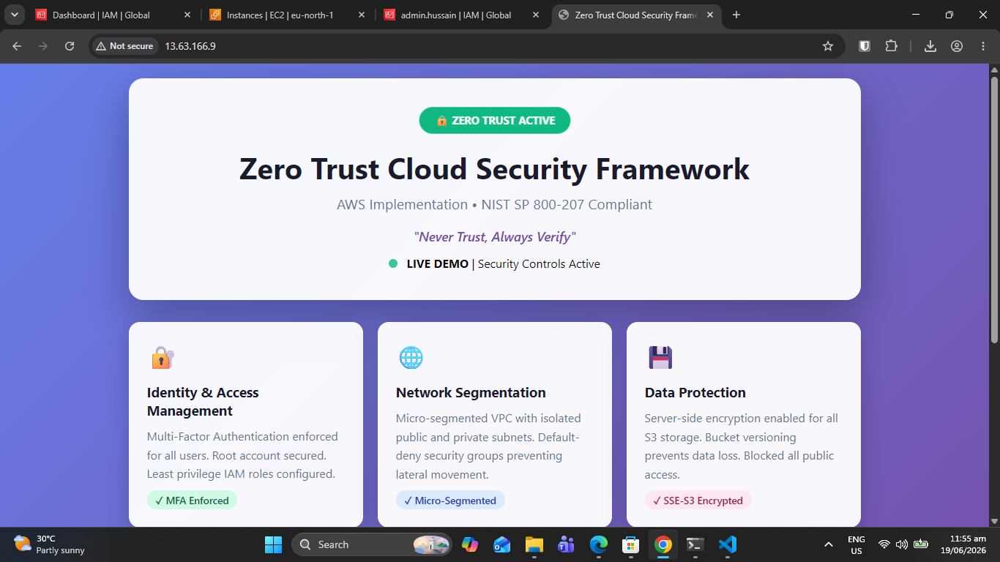 Dashboard | IAM | Global
Instances | EC2 | eu-north-1
admin.hussain | IAM | Global
Zero Trust Cloud Security Fram
Not secure
13.63.166.9
ZERO TRUST ACTIVE
Zero Trust Cloud Security Framework
AWS Implementation • NIST SP 800-207 Compliant
"Never Trust, Always Verify"
LIVE DEMO | Security Controls Active
Identity & Access
Management
Multi-Factor Authentication enforced
for all users. Root account secured.
Least privilege IAM roles configured.
✓ MFA Enforced
Network Segmentation
Micro-segmented VPC with isolated
public and private subnets. Default-
deny security groups preventing
lateral movement.
✓ Micro-Segmented
Data Protection
Server-side encryption enabled for all
S3 storage. Bucket versioning
prevents data loss. Blocked all public
access.
✓ SSE-S3 Encrypted
30°C
Partly sunny
Search
ENG
US
11:55 am
19/06/2026